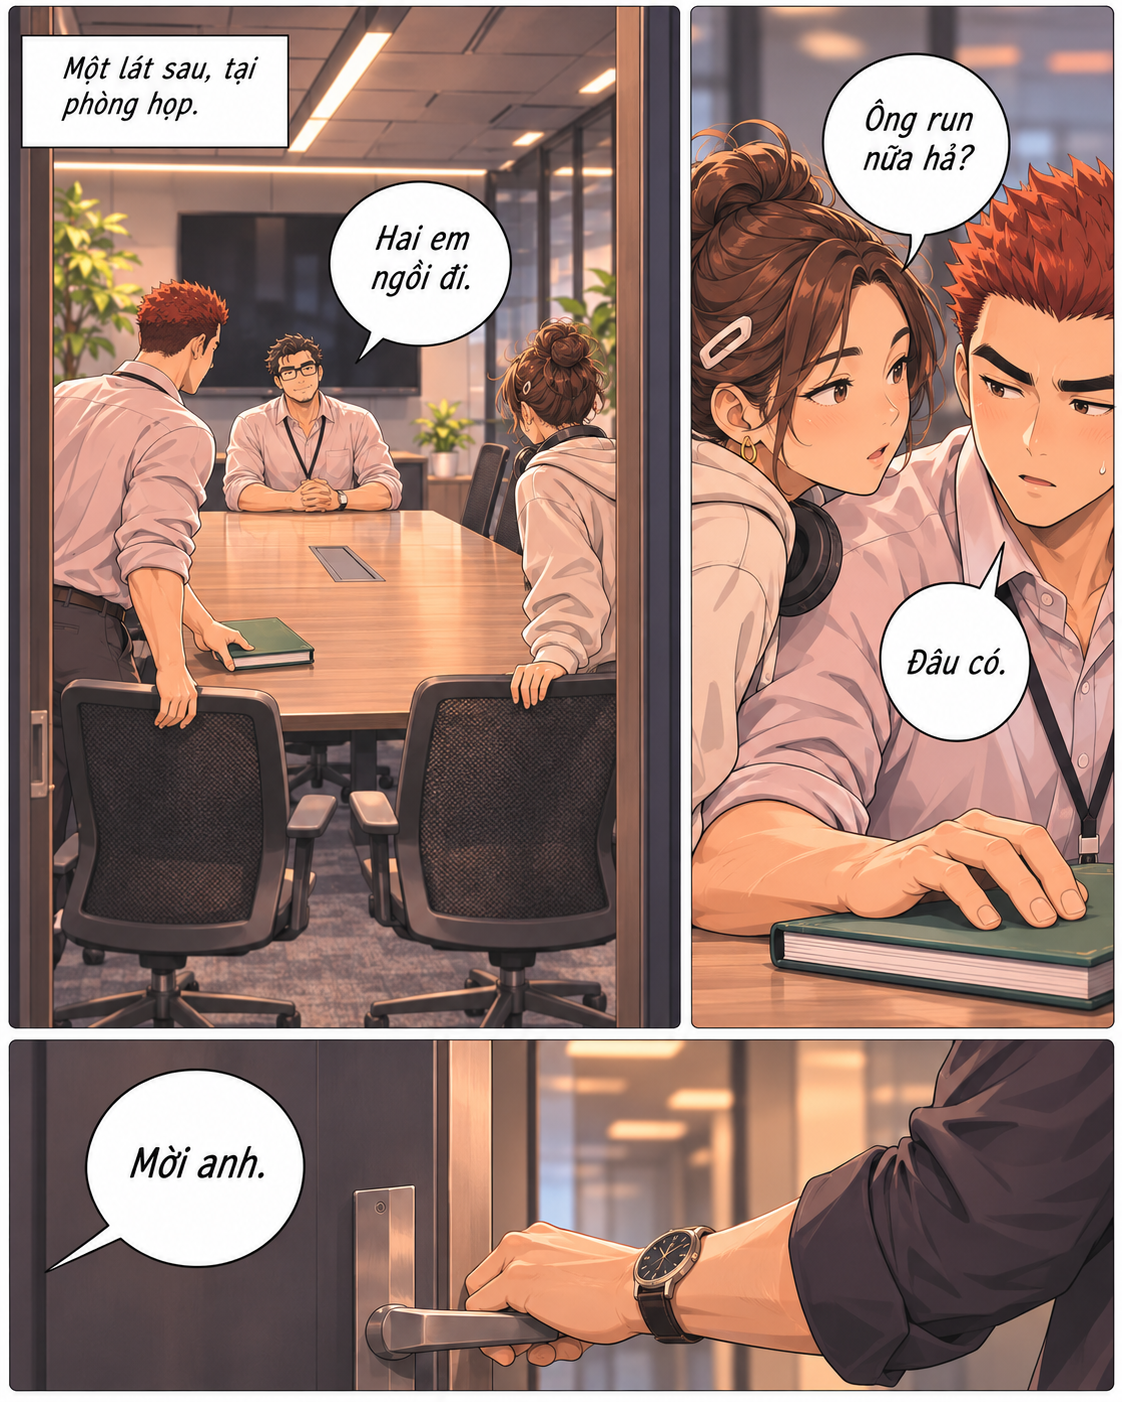 Một lát sau, tại
phòng họp.
Hai em
ngồi đi.
Ông run
nữa hả?
Đâu có.
Mời anh.